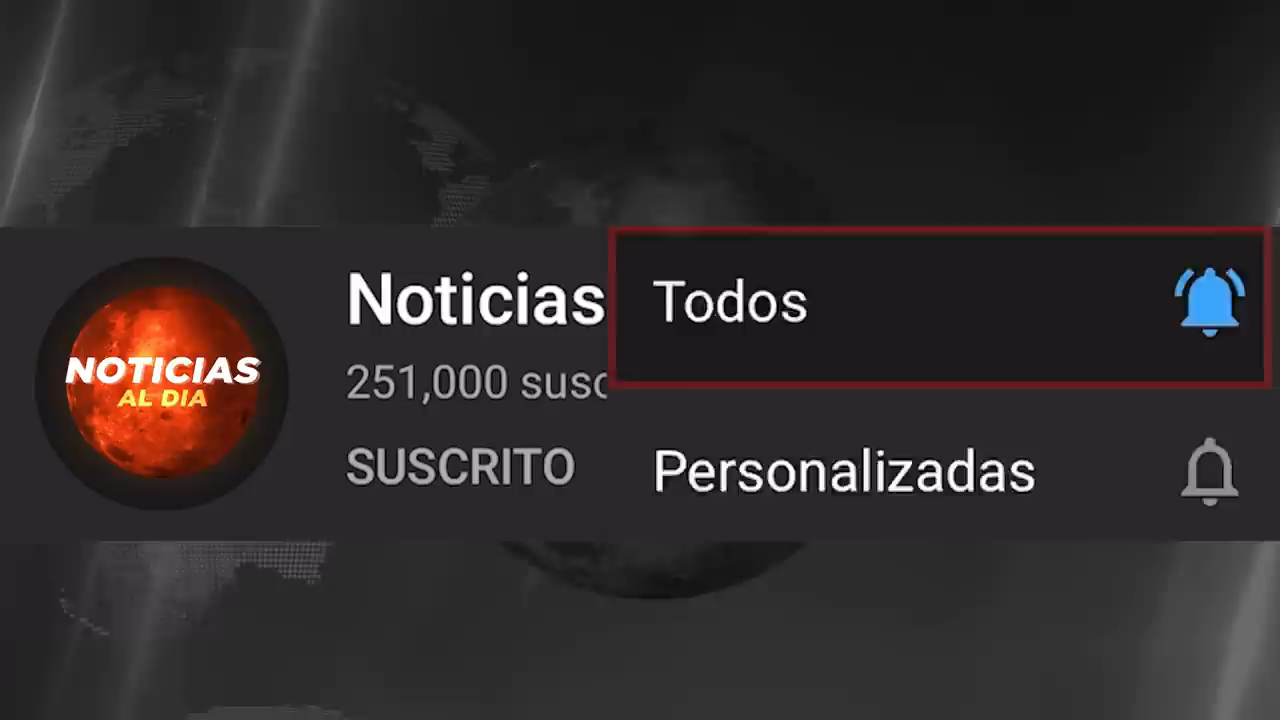 NOTICIAS
AL DIA
Noticias
251,000 susc
SUSCRITO
Todos
Personalizadas